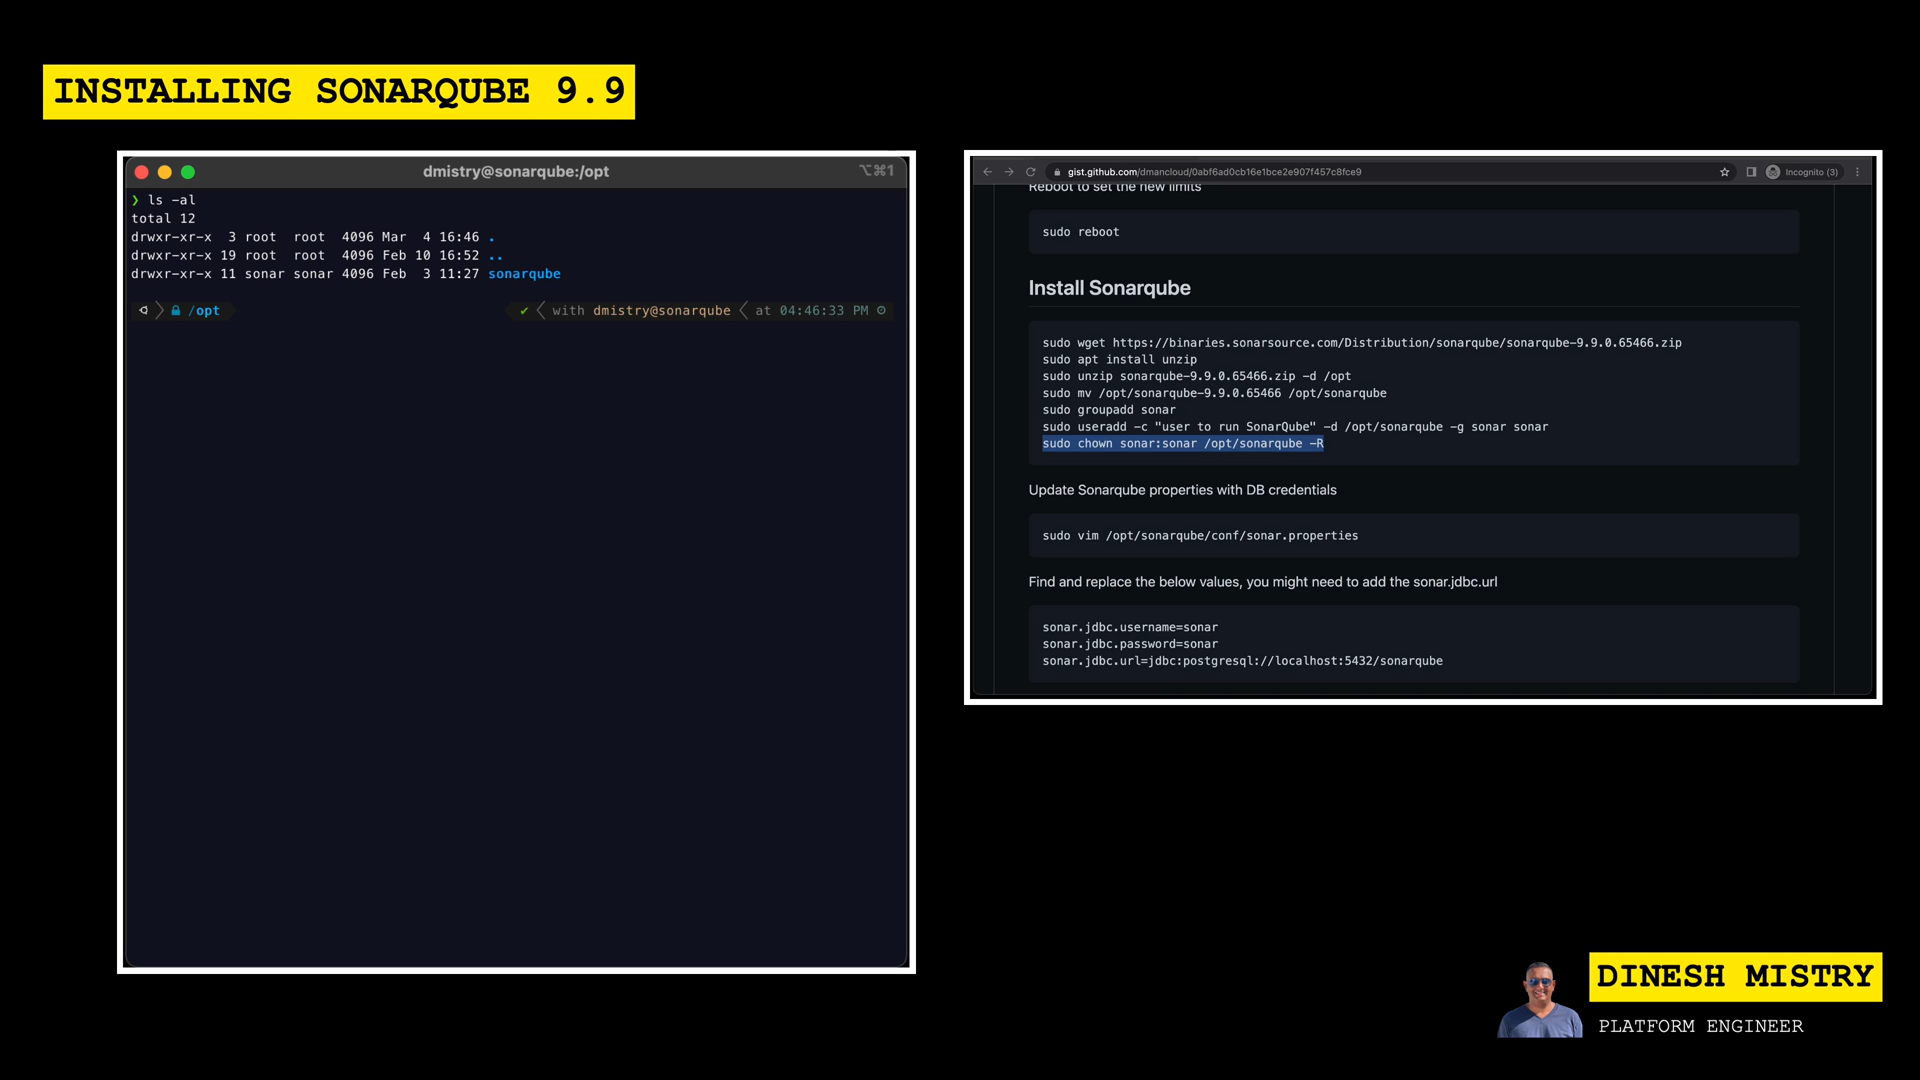 INSTALLING SONARQUBE 9.9
dmistry@sonarqube:/opt
⌥⌘1
❯ ls -al
total 12
drwxr-xr-x  3 root  root  4096 Mar  4 16:46 .
drwxr-xr-x 19 root  root  4096 Feb 10 16:52 ..
drwxr-xr-x 11 sonar sonar 4096 Feb  3 11:27 sonarqube
/opt
✔ with dmistry@sonarqube at 04:46:33 PM
gist.github.com/dmancloud/0abf6ad0cb16e1bce2e907f457c8fce9
Incognito (3)
Reboot to set the new limits
sudo reboot
Install Sonarqube
sudo wget https://binaries.sonarsource.com/Distribution/sonarqube/sonarqube-9.9.0.65466.zip
sudo apt install unzip
sudo unzip sonarqube-9.9.0.65466.zip -d /opt
sudo mv /opt/sonarqube-9.9.0.65466 /opt/sonarqube
sudo groupadd sonar
sudo useradd -c "user to run SonarQube" -d /opt/sonarqube -g sonar sonar
sudo chown sonar:sonar /opt/sonarqube -R
Update Sonarqube properties with DB credentials
sudo vim /opt/sonarqube/conf/sonar.properties
Find and replace the below values, you might need to add the sonar.jdbc.url
sonar.jdbc.username=sonar
sonar.jdbc.password=sonar
sonar.jdbc.url=jdbc:postgresql://localhost:5432/sonarqube
DINESH MISTRY
PLATFORM ENGINEER